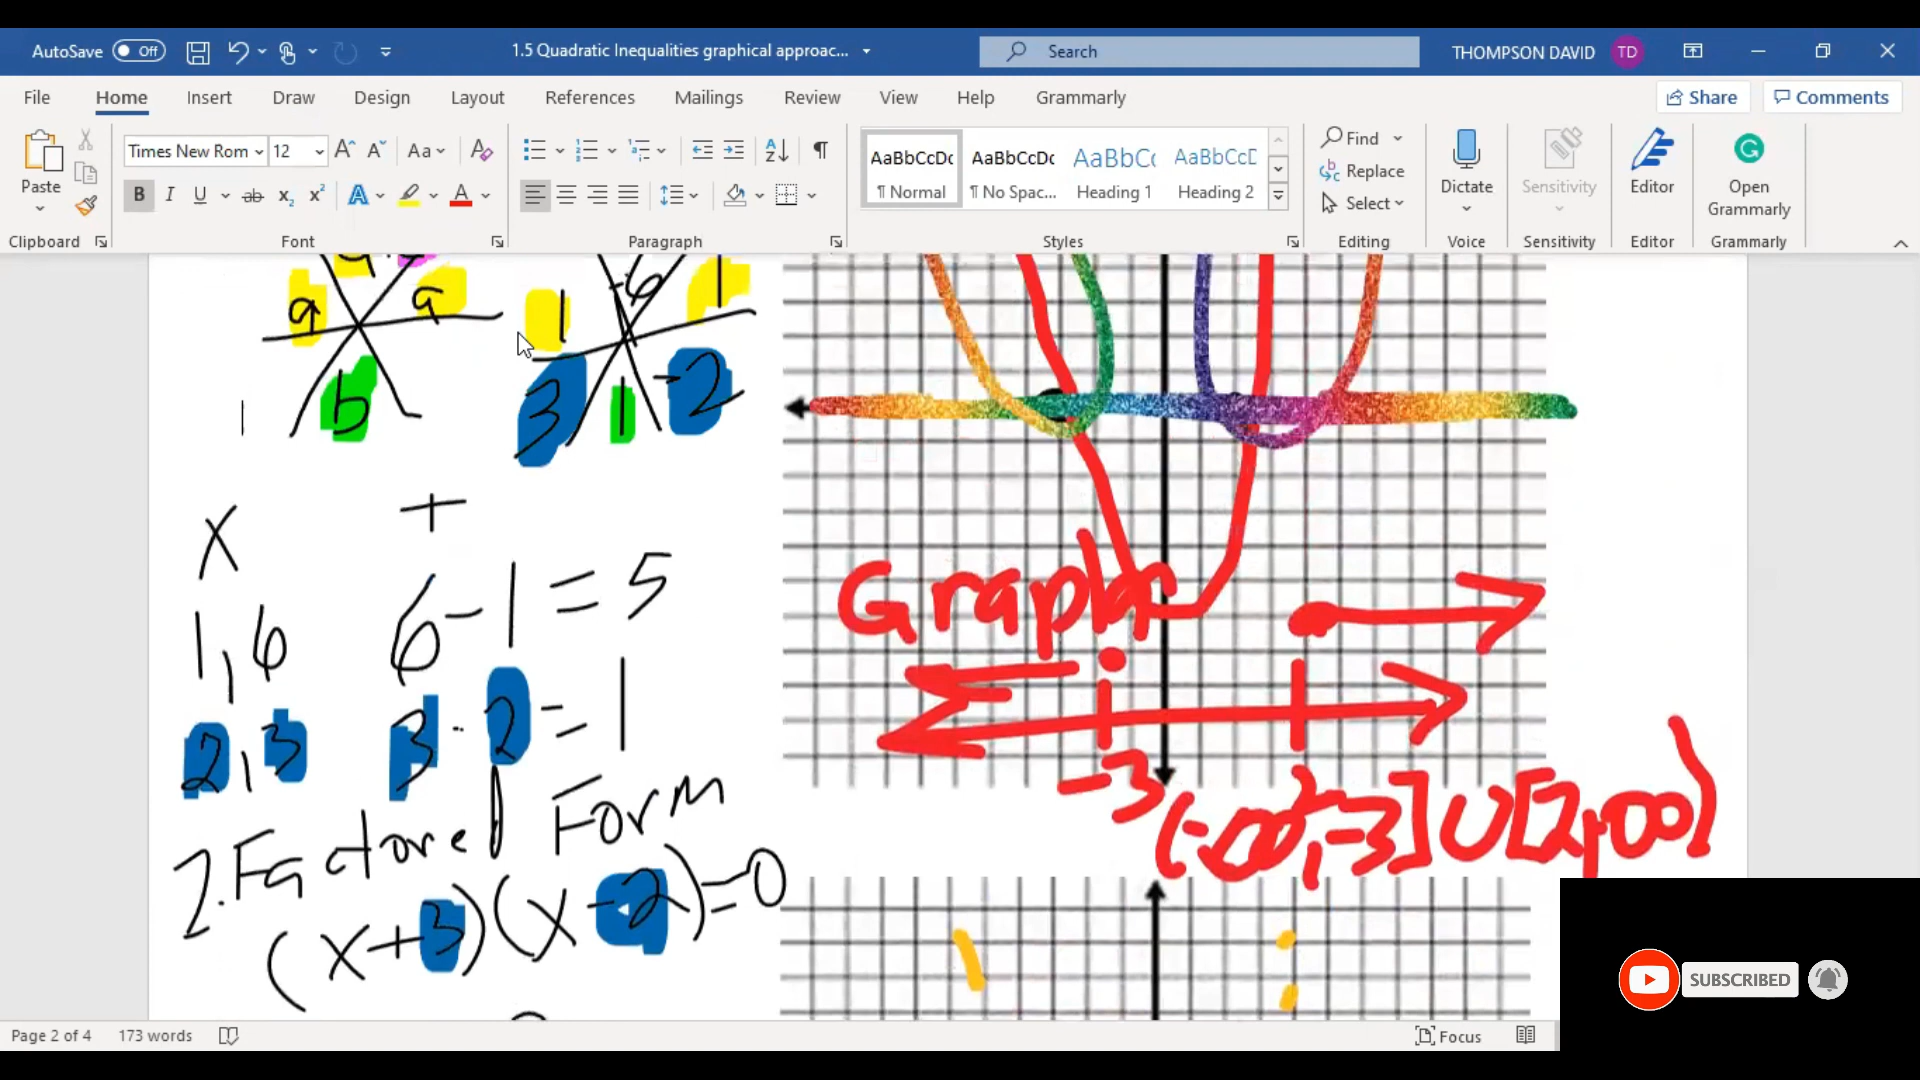 AutoSave Off
1.5 Quadratic Inequalities graphical approac...
Search
THOMPSON DAVID TD
File Home Insert Draw Design Layout References Mailings Review View Help Grammarly
Share Comments
Paste
Times New Rom 12
Aa
AaBbCcDc AaBbCcDc AaBbC( AaBbCcD
¶ Normal ¶ No Spac... Heading 1 Heading 2
Find
Replace
Select
Dictate
Sensitivity
Editor
Open
Grammarly
Clipboard Font Paragraph Styles Editing Voice Sensitivity Editor Grammarly
a a
b
-6
1 1
3 1 -2
x +
1,6 6-1=5
2,3 3-2=1
2. Factored Form
(x+3)(x-2)=0
Graph
-3 2
(-∞,-3]U[2,∞)
SUBSCRIBED
Page 2 of 4 173 words
Focus